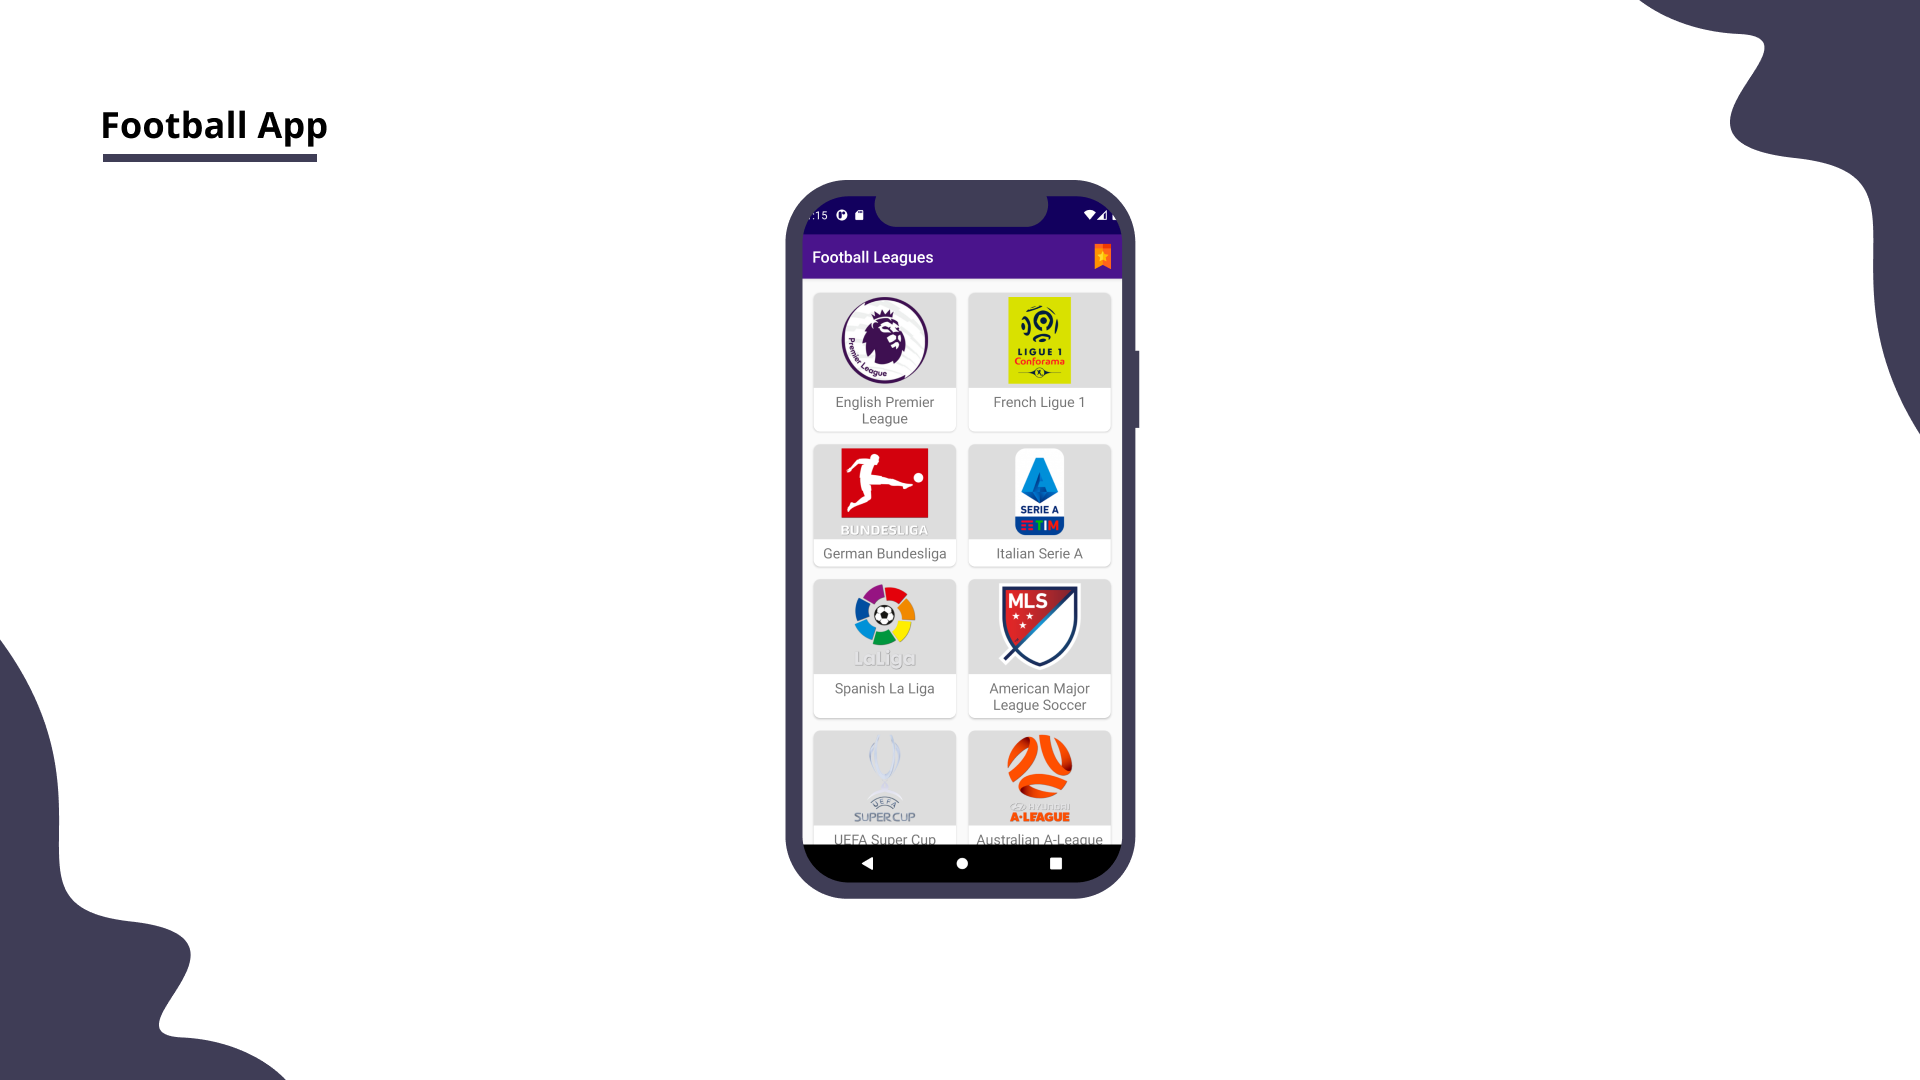 Football App
:15
Football Leagues
Premier League
LIGUE 1
Conforama
English Premier
League
French Ligue 1
BUNDESLIGA
SERIE A
TIM
German Bundesliga
Italian Serie A
LaLiga
MLS
Spanish La Liga
American Major
League Soccer
UEFA
SUPERCUP
HYUNDAI
A-LEAGUE
UEFA Super Cup
Australian A-League